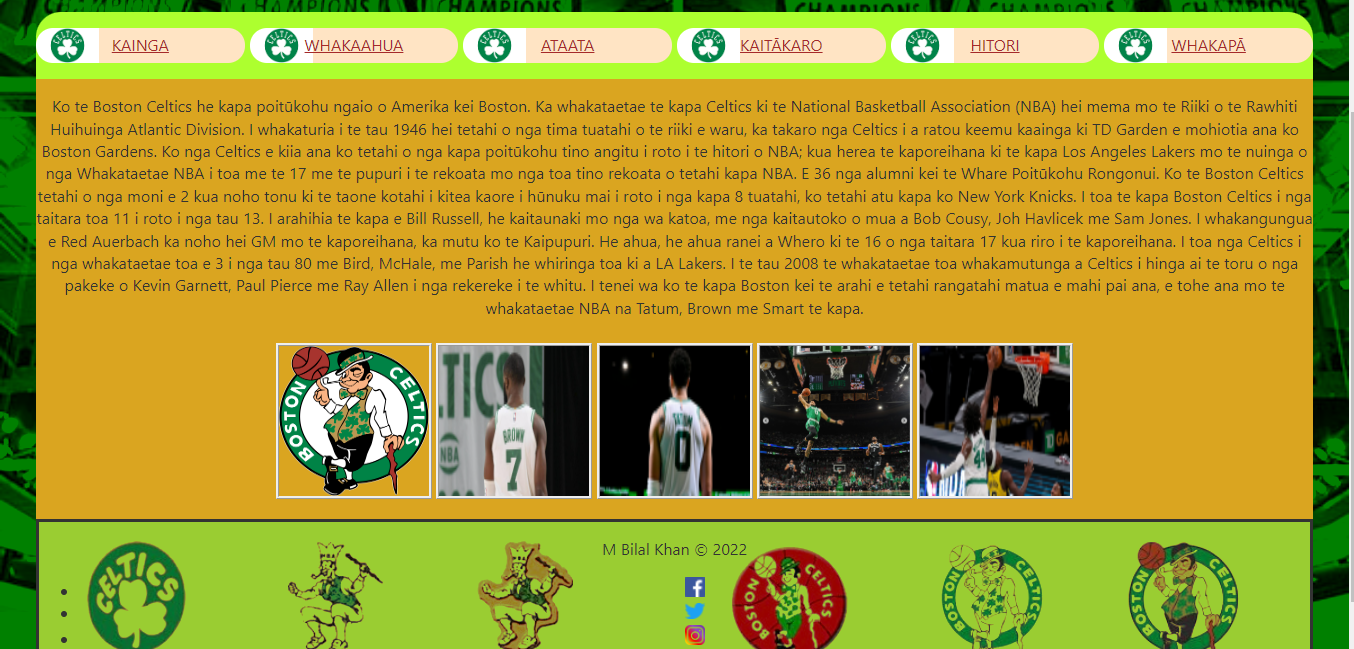 KAINGA
WHAKAAHUA
ATAATA
KAITĀKARO
HITORI
WHAKAPĀ
Ko te Boston Celtics he kapa poitūkohu ngaio o Amerika kei Boston. Ka whakataetae te kapa Celtics ki te National Basketball Association (NBA) hei mema mo te Riiki o te Rawhiti
Huihuinga Atlantic Division. I whakaturia i te tau 1946 hei tetahi o nga tima tuatahi o te riiki e waru, ka takaro nga Celtics i a ratou keemu kaainga ki TD Garden e mohiotia ana ko
Boston Gardens. Ko nga Celtics e kiia ana ko tetahi o nga kapa poitūkohu tino angitu i roto i te hitori o NBA; kua herea te kaporeihana ki te kapa Los Angeles Lakers mo te nuinga o
nga Whakataetae NBA i toa me te 17 me te pupuri i te rekoata mo nga toa tino rekoata o tetahi kapa NBA. E 36 nga alumni kei te Whare Poitūkohu Rongonui. Ko te Boston Celtics
tetahi o nga moni e 2 kua noho tonu ki te taone kotahi i kitea kaore i hūnuku mai i roto i nga kapa 8 tuatahi, ko tetahi atu kapa ko New York Knicks. I toa te kapa Boston Celtics i nga
taitara toa 11 i roto i nga tau 13. I arahihia te kapa e Bill Russell, he kaitaunaki mo nga wa katoa, me nga kaitautoko o mua a Bob Cousy, Joh Havlicek me Sam Jones. I whakangungua
e Red Auerbach ka noho hei GM mo te kaporeihana, ka mutu ko te Kaipupuri. He ahua, he ahua ranei a Whero ki te 16 o nga taitara 17 kua riro i te kaporeihana. I toa nga Celtics i
nga whakataetae toa e 3 i nga tau 80 me Bird, McHale, me Parish he whiringa toa ki a LA Lakers. I te tau 2008 te whakataetae toa whakamutunga a Celtics i hinga ai te toru o nga
pakeke o Kevin Garnett, Paul Pierce me Ray Allen i nga rekereke i te whitu. I tenei wa ko te kapa Boston kei te arahi e tetahi rangatahi matua e mahi pai ana, e tohe ana mo te
whakataetae NBA na Tatum, Brown me Smart te kapa.
BOSTON CELTICS
BROWN
7
NBA
TATUM
0
M Bilal Khan © 2022
CELTICS